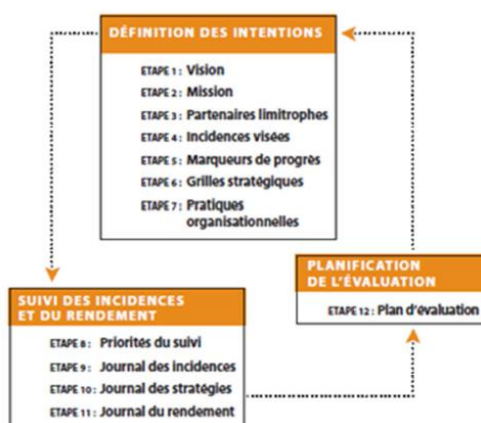 DÉFINITION DES INTENTIONS
ETAPE 1 : Vision
ETAPE 2 : Mission
ETAPE 3 : Partenaires limitrophes
ETAPE 4 : Incidences visées
ETAPE 5 : Marqueurs de progrès
ETAPE 6 : Grilles stratégiques
ETAPE 7 : Pratiques
organisationnelles
PLANIFICATION
DE L'ÉVALUATION
ETAPE 12 : Plan d'évaluation
SUIVI DES INCIDENCES
ET DU RENDEMENT
ETAPE 8 : Priorités du suivi
ETAPE 9 : Journal des incidences
ETAPE 10 : Journal des stratégies
ETAPE 11 : Journal du rendement